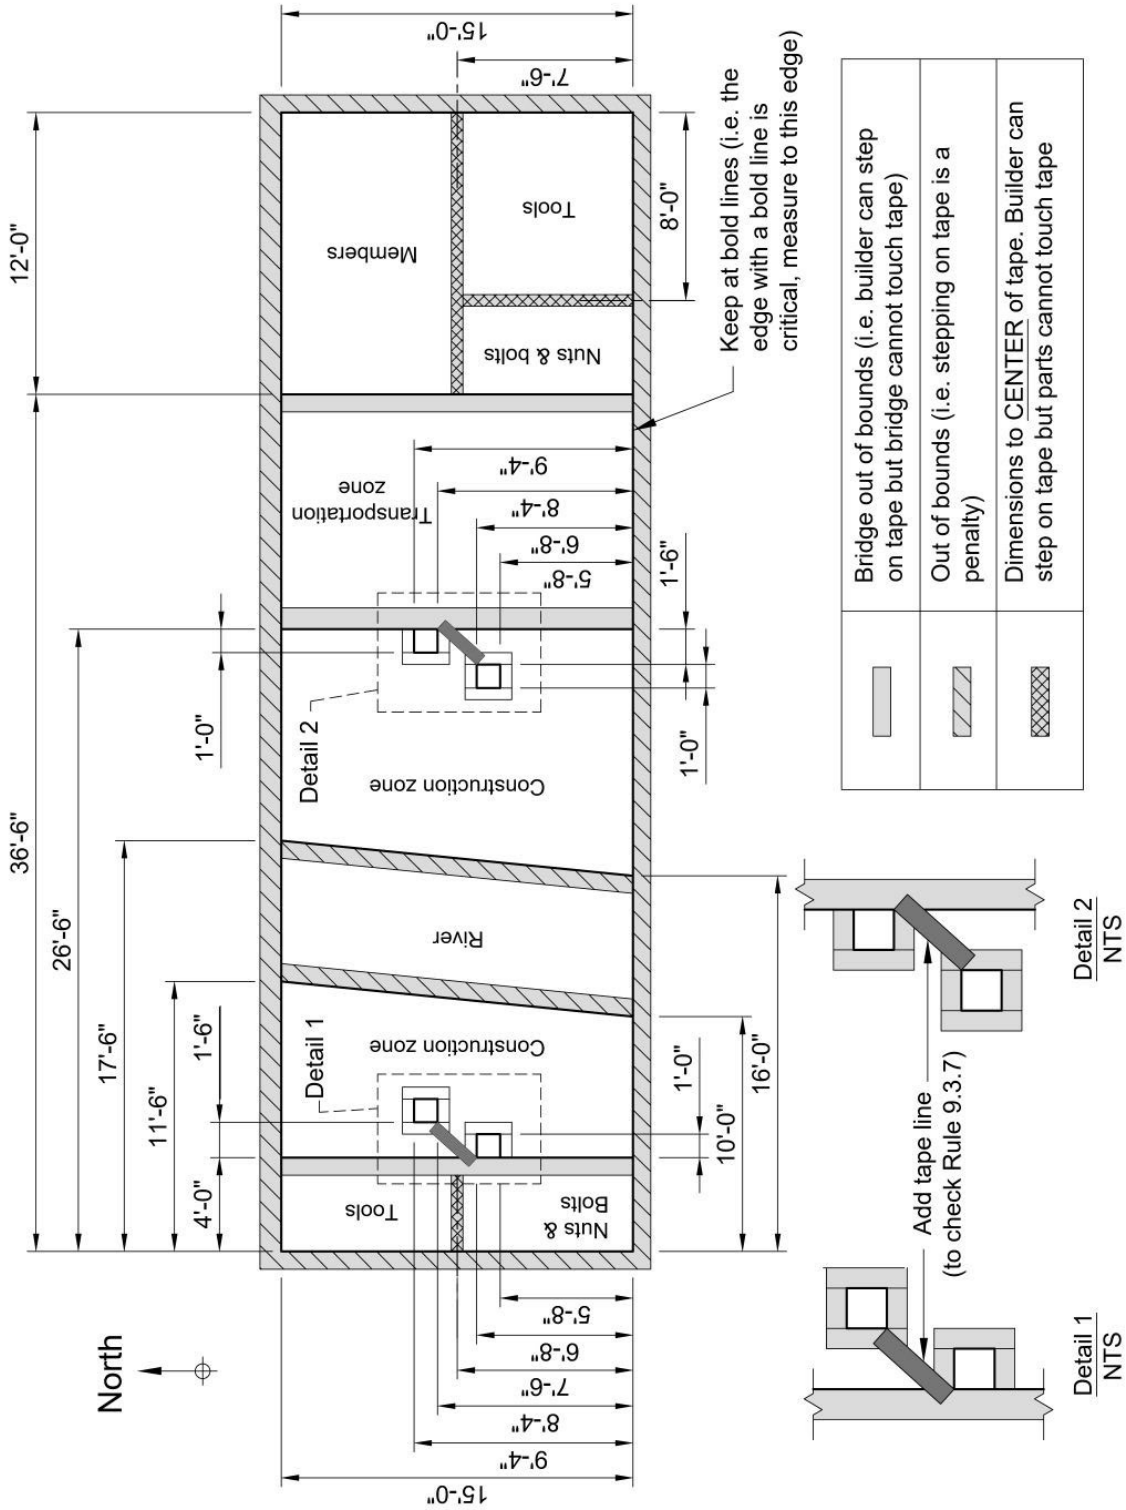 15'-0"
7'-6"
12'-0"
Members
Tools
Nuts & bolts
8'-0"
Keep at bold lines (i.e. the
edge with a bold line is
critical, measure to this edge)
36'-6"
26'-6"
17'-6"
11'-6"
4'-0"
1'-6"
1'-0"
Transportation
zone
9'-4"
8'-4"
6'-8"
5'-8"
1'-6"
1'-0"
Detail 2
Construction zone
River
Construction zone
Detail 1
1'-0"
10'-0"
16'-0"
Tools
Nuts &
Bolts
North
5'-8"
6'-8"
7'-6"
8'-4"
9'-4"
15'-0"
Bridge out of bounds (i.e. builder can step
on tape but bridge cannot touch tape)
Out of bounds (i.e. stepping on tape is a
penalty)
Dimensions to CENTER of tape. Builder can
step on tape but parts cannot touch tape
Add tape line
(to check Rule 9.3.7)
Detail 1
NTS
Detail 2
NTS